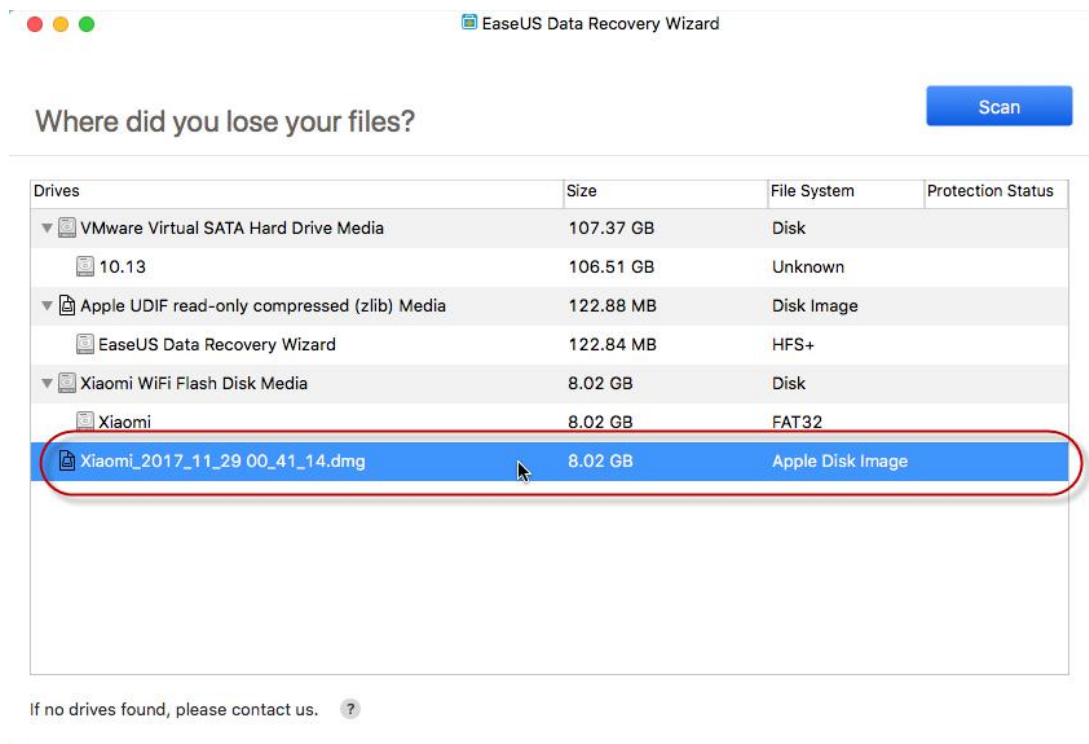 EaseUS Data Recovery Wizard
Where did you lose your files?
Scan
Drives Size File System Protection Status
VMware Virtual SATA Hard Drive Media 107.37 GB Disk
10.13 106.51 GB Unknown
Apple UDIF read-only compressed (zlib) Media 122.88 MB Disk Image
EaseUS Data Recovery Wizard 122.84 MB HFS+
Xiaomi WiFi Flash Disk Media 8.02 GB Disk
Xiaomi 8.02 GB FAT32
Xiaomi_2017_11_29 00_41_14.dmg 8.02 GB Apple Disk Image
If no drives found, please contact us. ?